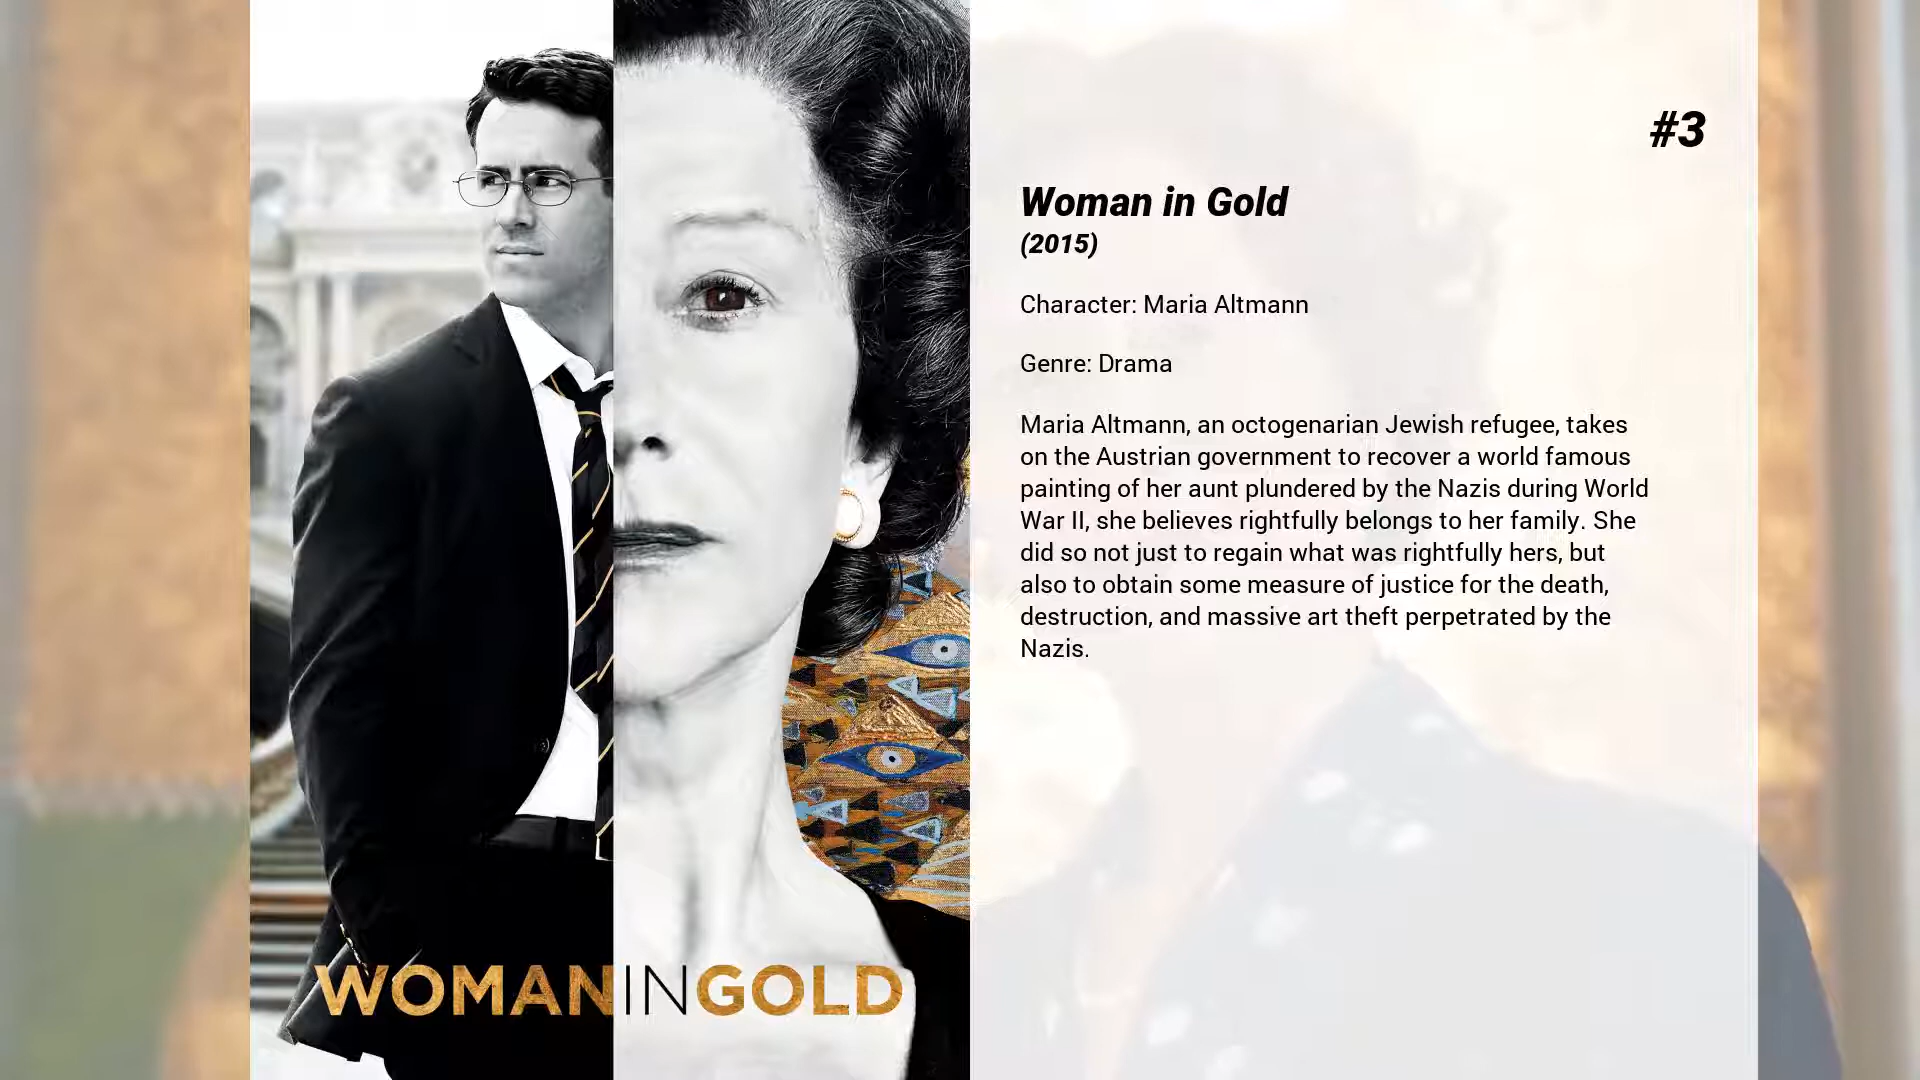 #3
Woman in Gold
(2015)
Character: Maria Altmann
Genre: Drama
Maria Altmann, an octogenarian Jewish refugee, takes
on the Austrian government to recover a world famous
painting of her aunt plundered by the Nazis during World
War II, she believes rightfully belongs to her family. She
did so not just to regain what was rightfully hers, but
also to obtain some measure of justice for the death,
destruction, and massive art theft perpetrated by the
Nazis.
WOMAN IN GOLD